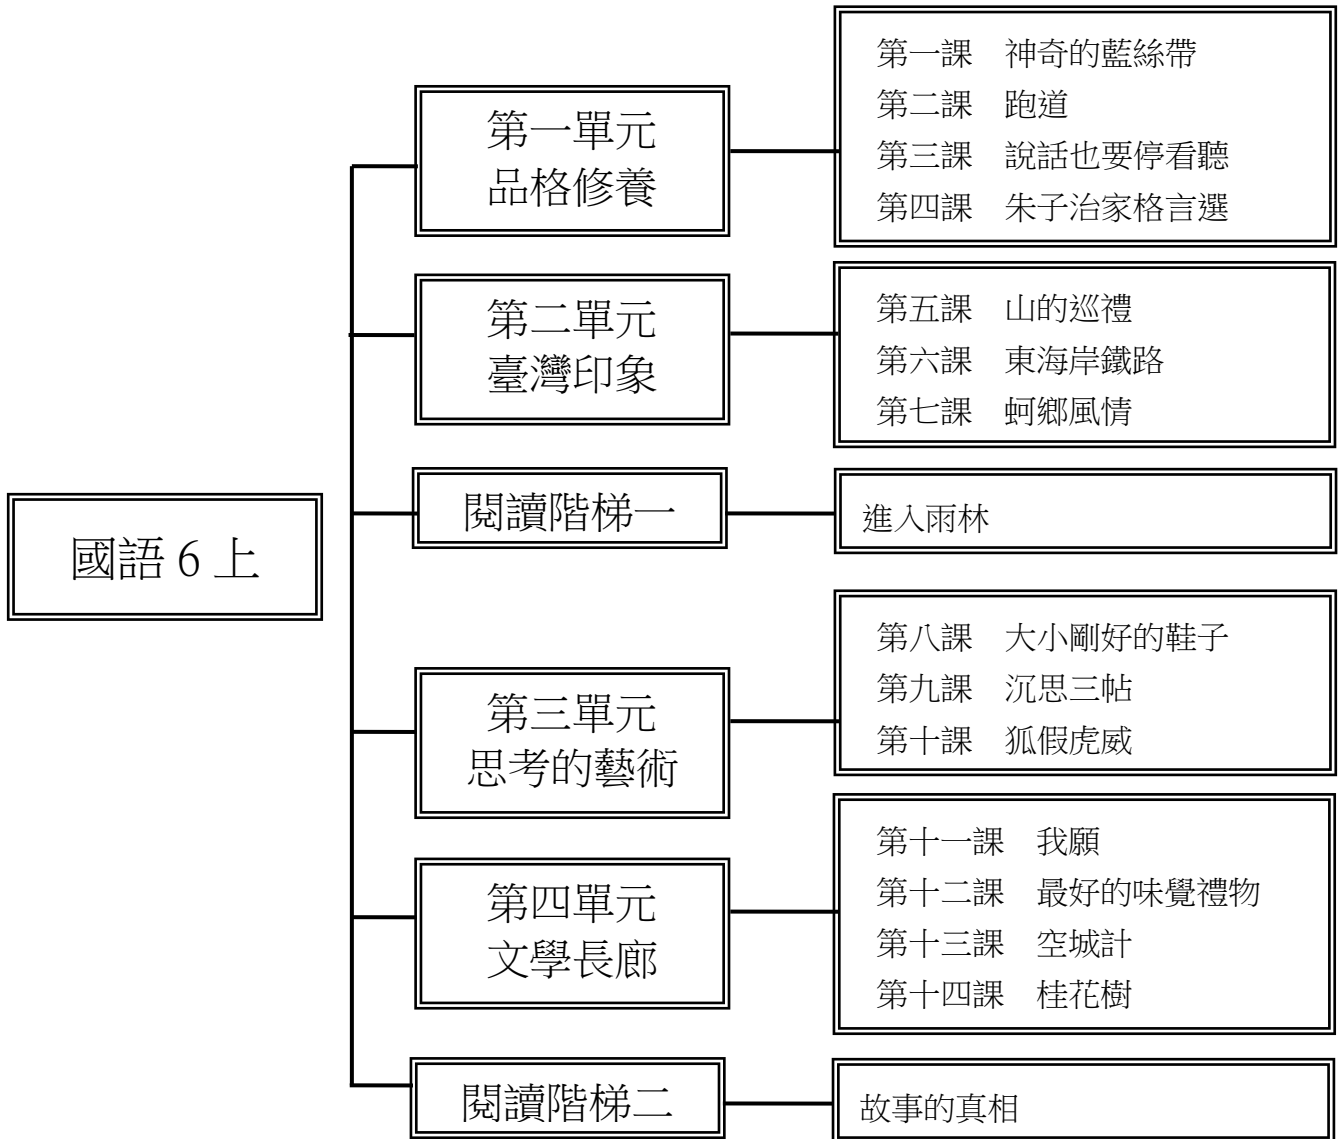 國語 6 上
第一單元
品格修養
第一課　神奇的藍絲帶
第二課　跑道
第三課　說話也要停看聽
第四課　朱子治家格言選
第二單元
臺灣印象
第五課　山的巡禮
第六課　東海岸鐵路
第七課　蚵鄉風情
閱讀階梯一
進入雨林
第三單元
思考的藝術
第八課　大小剛好的鞋子
第九課　沉思三帖
第十課　狐假虎威
第四單元
文學長廊
第十一課　我願
第十二課　最好的味覺禮物
第十三課　空城計
第十四課　桂花樹
閱讀階梯二
故事的真相